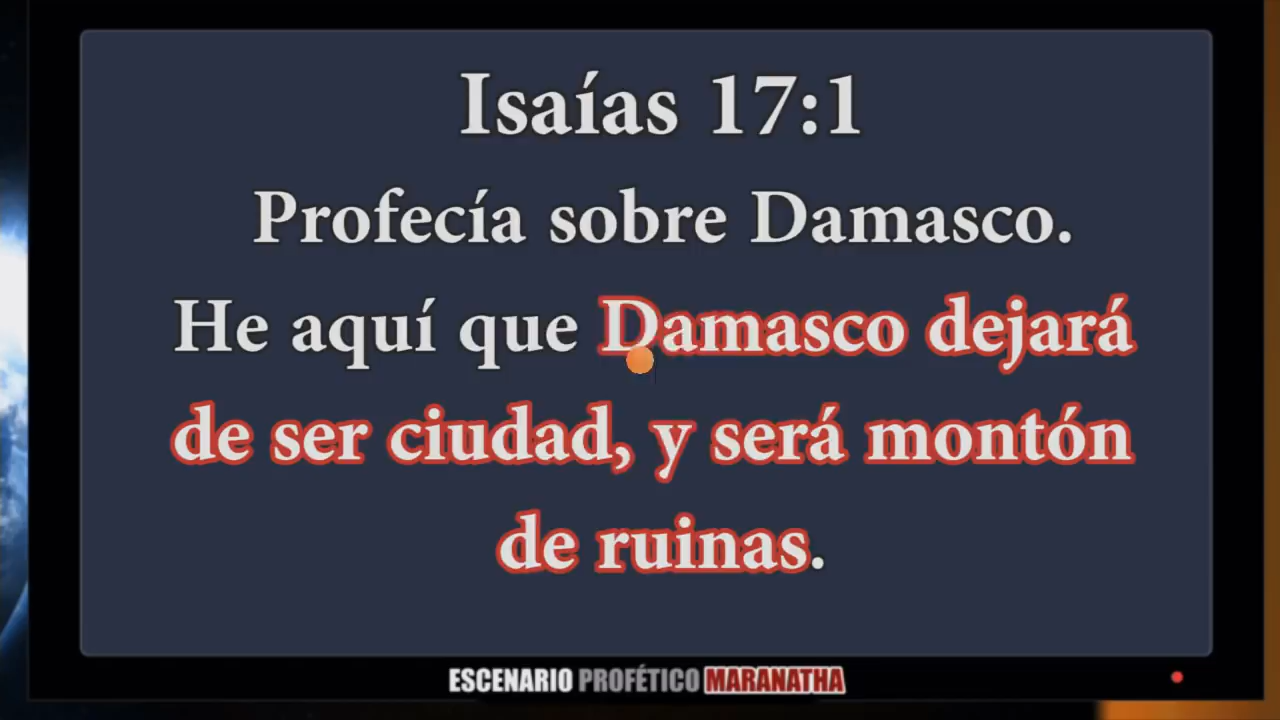 Isaías 17:1
Profecía sobre Damasco.
He aquí que Damasco dejará
de ser ciudad, y será montón
de ruinas.
ESCENARIO PROFÉTICO MARANATHA